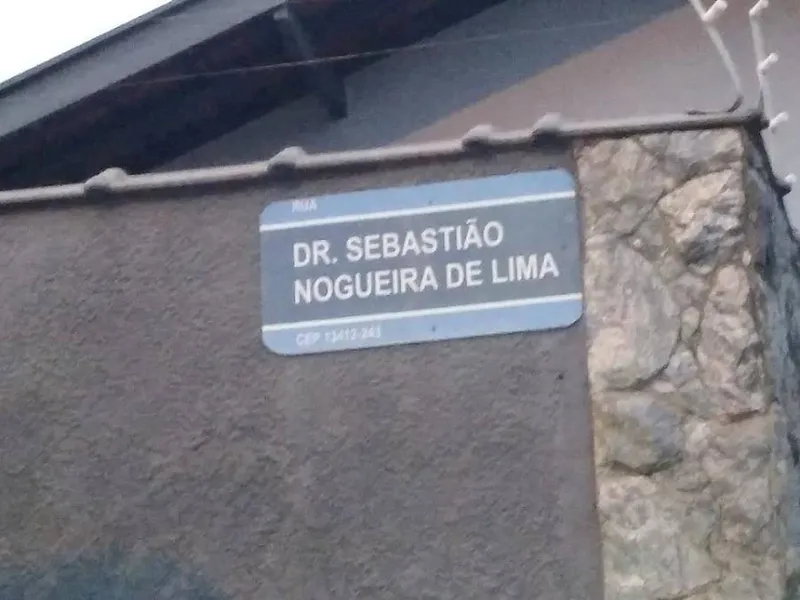 RUA
DR. SEBASTIÃO
NOGUEIRA DE LIMA
CEP 13412-243